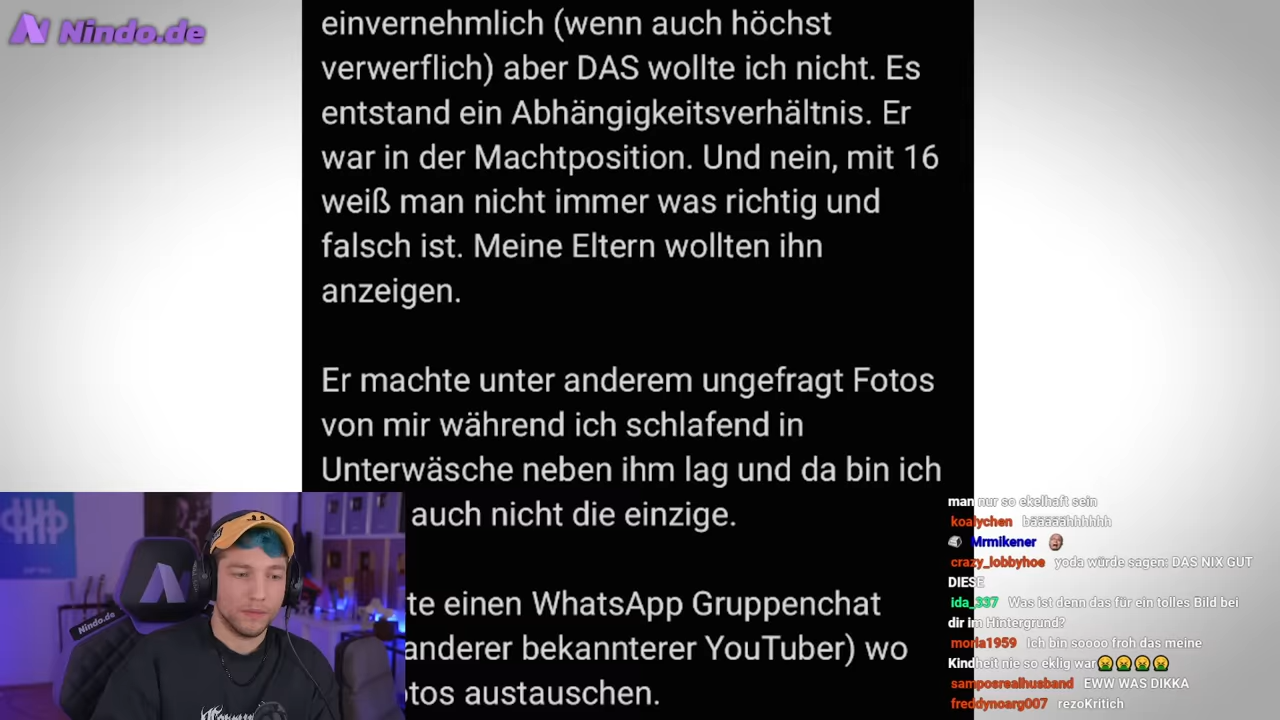 Nindo.de
einvernehmlich (wenn auch höchst
verwerflich) aber DAS wollte ich nicht. Es
entstand ein Abhängigkeitsverhältnis. Er
war in der Machtposition. Und nein, mit 16
weiß man nicht immer was richtig und
falsch ist. Meine Eltern wollten ihn
anzeigen.
Er machte unter anderem ungefragt Fotos
von mir während ich schlafend in
Unterwäsche neben ihm lag und da bin ich
auch nicht die einzige.
te einen WhatsApp Gruppenchat
anderer bekannterer YouTuber) wo
otos austauschen.
Nindo.de
man nur so ekelhaft sein
koalychen bääääähhhhhh
Mrmikener
crazy_lobbyhoe yoda würde sagen: DAS NIX GUT
DIESE
ida_337 Was ist denn das für ein tolles Bild bei
dir im Hintergrund?
morla1959 Ich bin soooo froh das meine
Kindheit nie so eklig war🤮🤮🤮🤮
samposrealhusband EWW WAS DIKKA
freddynoarg007 rezoKritich